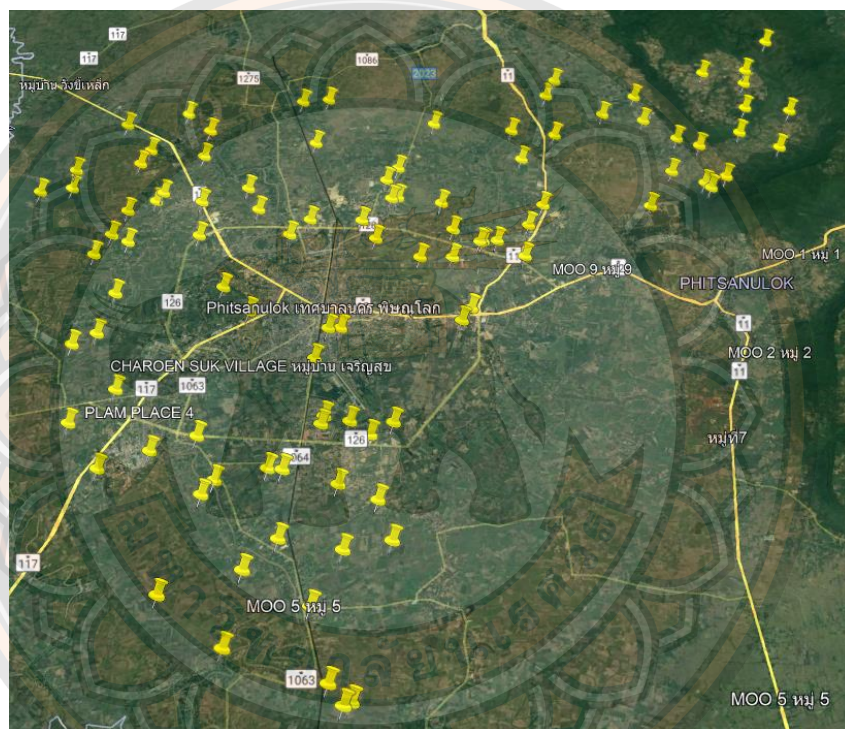 117
117
1086
1275
2023
11
หมู่บ้าน วังขี้เหล็ก
126
11
MOO 1 หมู่ 1
MOO 9 หมู่ 9
PHITSANULOK
126
Phitsanulok เทศบาลนคร พิษณุโลก
11
MOO 2 หมู่ 2
CHAROEN SUK VILLAGE หมู่บ้าน เจริญสุข
11
117
1063
PLAM PLACE 4
126
หมู่ที่7
117
MOO 5 หมู่ 5
1063
MOO 5 หมู่ 5